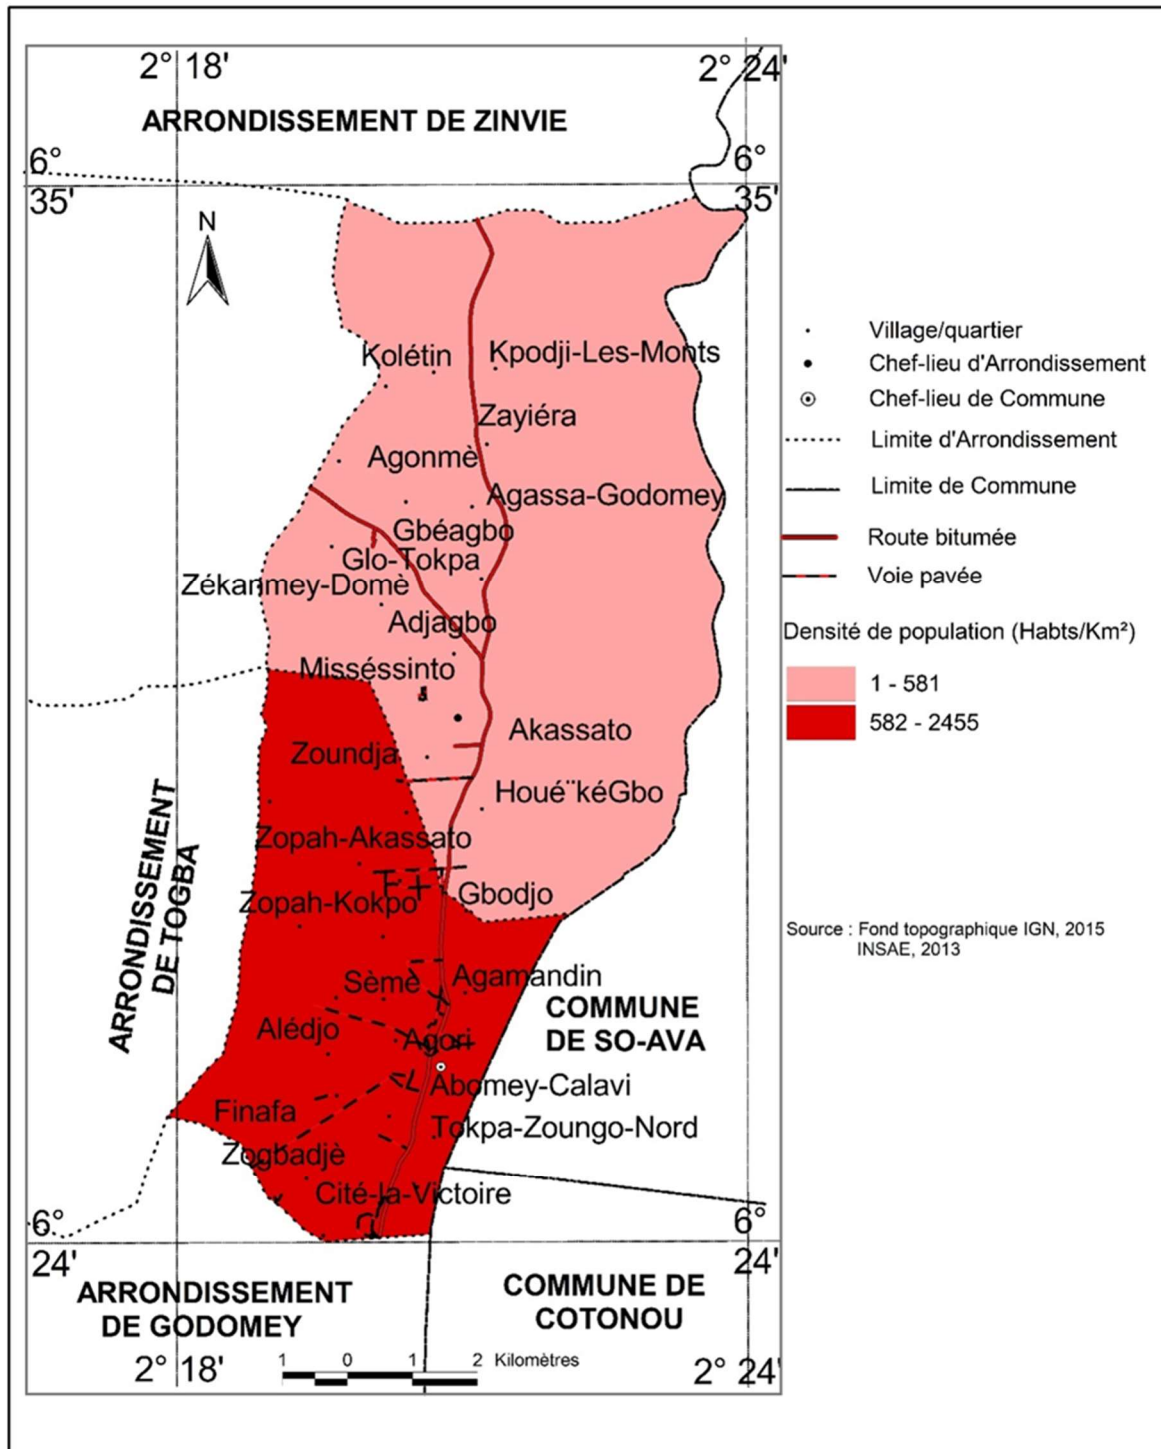 2° 18'
2° 24'
ARRONDISSEMENT DE ZINVIE
6°
35'
6°
35'
N
Kolétin
Kpodji-Les-Monts
Zayiéra
Agonmè
Agassa-Godomey
Gbéagbo
Glo-Tokpa
Zékanmey-Domè
Adjagbo
Misséssinto
Akassato
Zoundja
Houé¨kéGbo
Zopah-Akassato
Zopah-Kokpo
Gbodjo
Sèmè
Agamandin
Alédjo
Agori
Abomey-Calavi
Finafa
Tokpa-Zoungo-Nord
Zogbadjè
Cité-la-Victoire
ARRONDISSEMENT
DE TOGBA
COMMUNE
DE SO-AVA
6°
24'
6°
24'
ARRONDISSEMENT
DE GODOMEY
COMMUNE DE
COTONOU
2° 18'
1 0 1 2 Kilomètres
2° 24'
Village/quartier
Chef-lieu d'Arrondissement
Chef-lieu de Commune
Limite d'Arrondissement
Limite de Commune
Route bitumée
Voie pavée
Densité de population (Habts/Km²)
1 - 581
582 - 2455
Source : Fond topographique IGN, 2015
INSAE, 2013